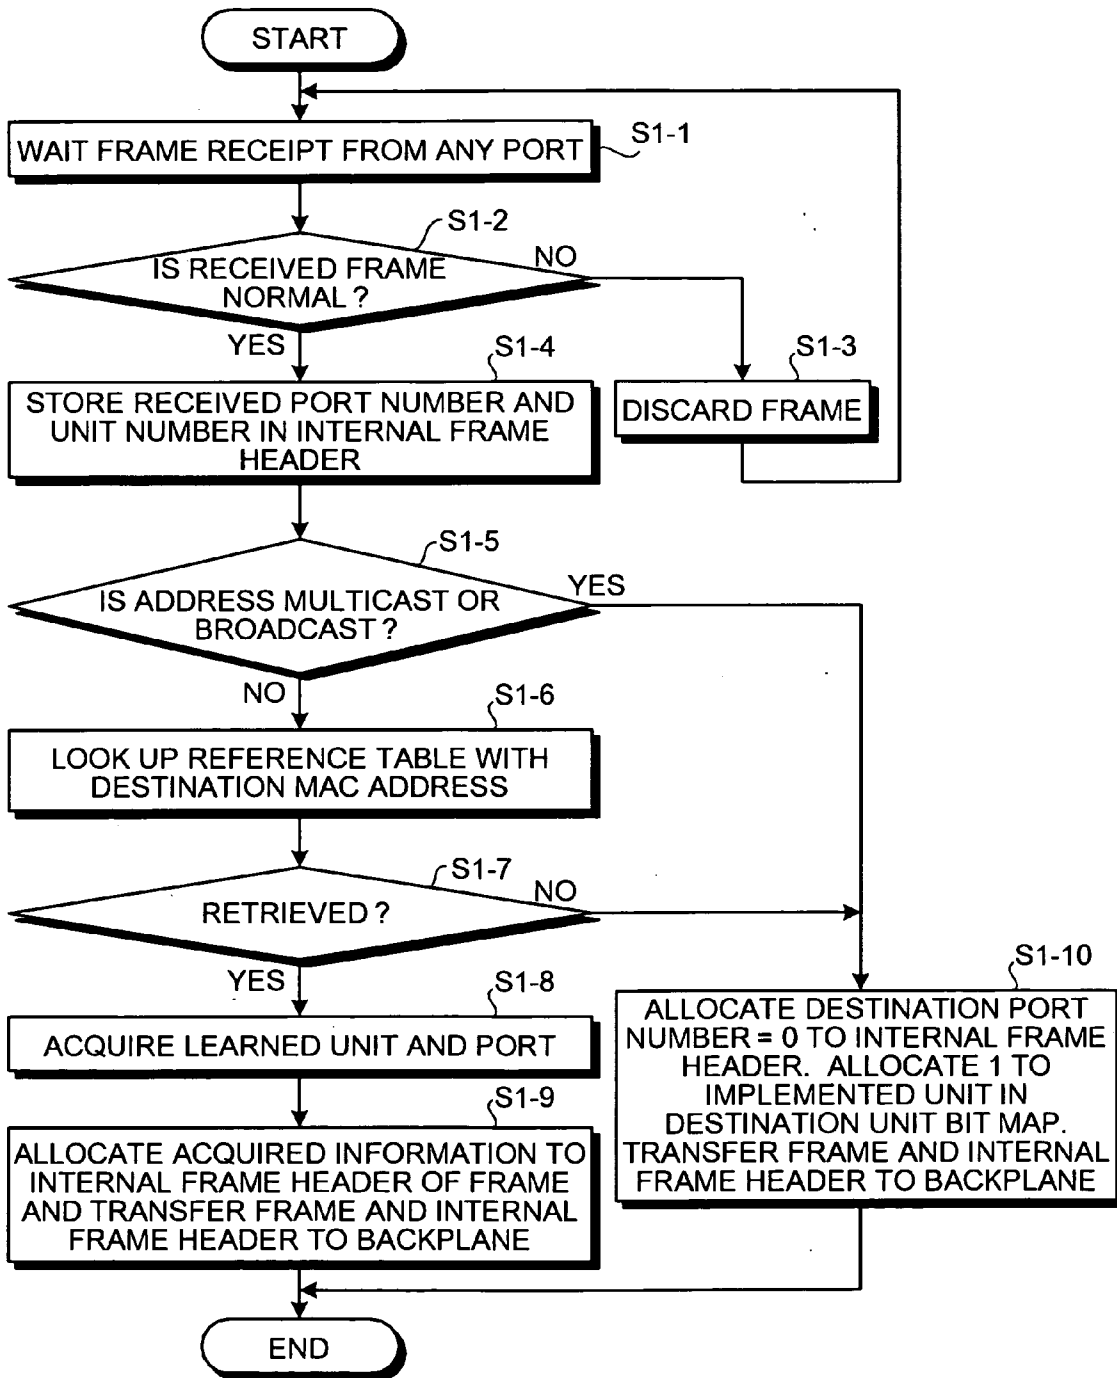 START
WAIT FRAME RECEIPT FROM ANY PORT
S1-1
S1-2
IS RECEIVED FRAME
NORMAL ?
NO
YES
S1-4
STORE RECEIVED PORT NUMBER AND
UNIT NUMBER IN INTERNAL FRAME
HEADER
S1-3
DISCARD FRAME
S1-5
IS ADDRESS MULTICAST OR
BROADCAST ?
YES
NO
S1-6
LOOK UP REFERENCE TABLE WITH
DESTINATION MAC ADDRESS
S1-7
RETRIEVED ?
NO
YES
S1-8
ACQUIRE LEARNED UNIT AND PORT
S1-9
ALLOCATE ACQUIRED INFORMATION TO
INTERNAL FRAME HEADER OF FRAME
AND TRANSFER FRAME AND INTERNAL
FRAME HEADER TO BACKPLANE
S1-10
ALLOCATE DESTINATION PORT
NUMBER = 0 TO INTERNAL FRAME
HEADER. ALLOCATE 1 TO
IMPLEMENTED UNIT IN
DESTINATION UNIT BIT MAP.
TRANSFER FRAME AND INTERNAL
FRAME HEADER TO BACKPLANE
END